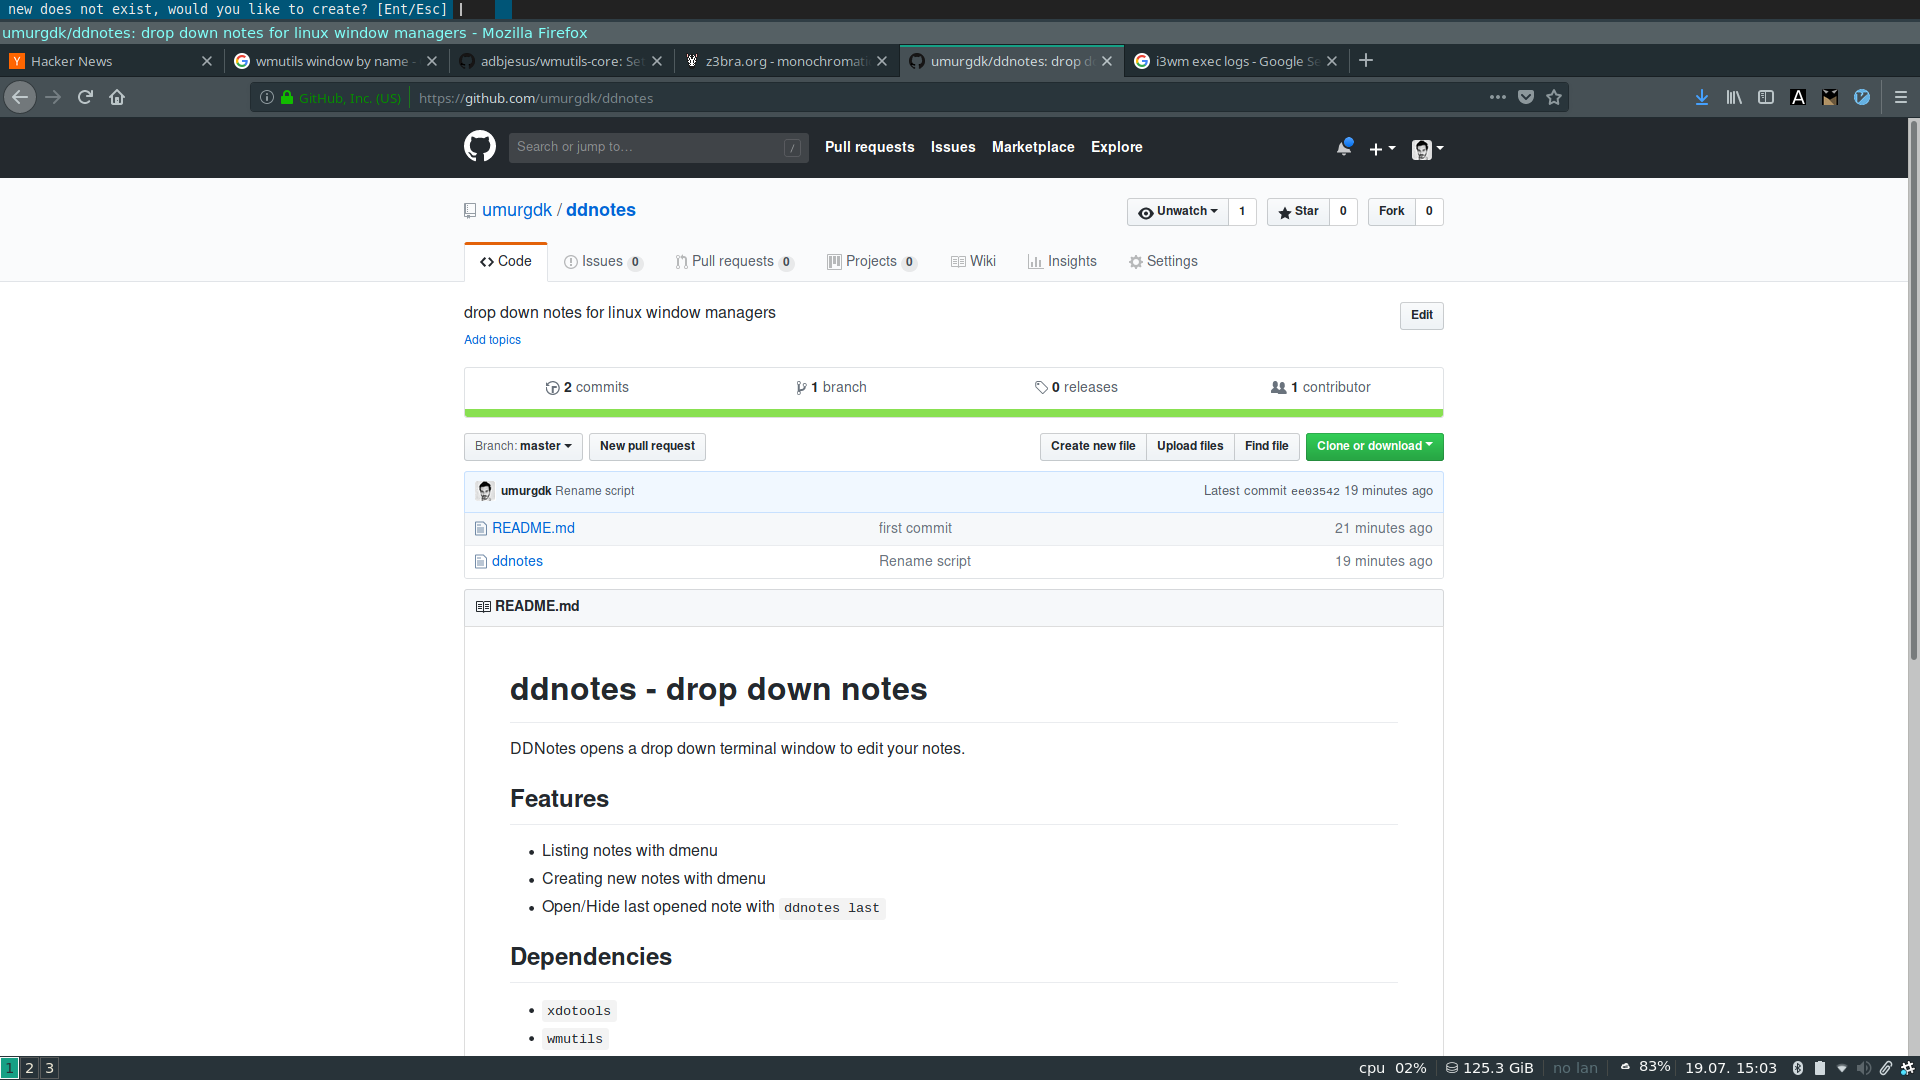 new does not exist, would you like to create? [Ent/Esc]
umurgdk/ddnotes: drop down notes for linux window managers - Mozilla Firefox
Hacker News
wmutils window by name -
adbjesus/wmutils-core: Se
z3bra.org - monochromati
umurgdk/ddnotes: drop d
i3wm exec logs - Google Se
GitHub, Inc. (US)
https://github.com/umurgdk/ddnotes
Search or jump to… /
Pull requests Issues Marketplace Explore
umurgdk / ddnotes
Unwatch 1 Star 0 Fork 0
Code Issues 0 Pull requests 0 Projects 0 Wiki Insights Settings
drop down notes for linux window managers
Edit
Add topics
2 commits 1 branch 0 releases 1 contributor
Branch: master New pull request Create new file Upload files Find file Clone or download
umurgdk Rename script Latest commit ee03542 19 minutes ago
README.md first commit 21 minutes ago
ddnotes Rename script 19 minutes ago
README.md
ddnotes - drop down notes
DDNotes opens a drop down terminal window to edit your notes.
Features
• Listing notes with dmenu
• Creating new notes with dmenu
• Open/Hide last opened note with ddnotes last
Dependencies
• xdotools
• wmutils
1 2 3 cpu 02% 125.3 GiB no lan 83% 19.07. 15:03